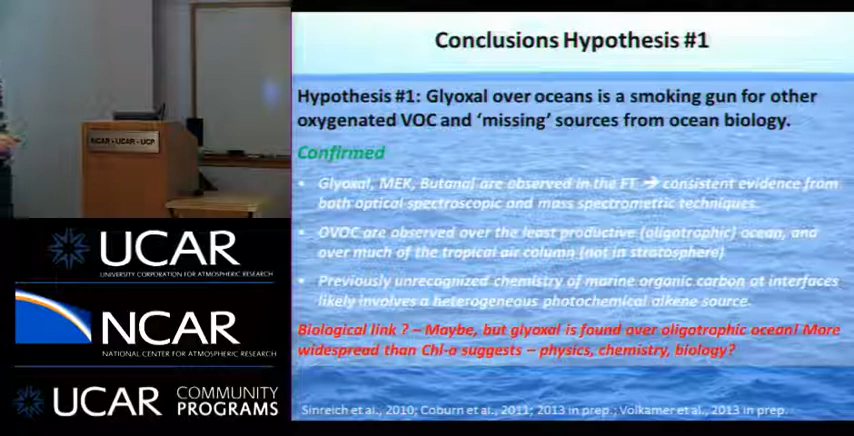 Conclusions Hypothesis #1
Hypothesis #1: Glyoxal over oceans is a smoking gun for other
oxygenated VOC and ‘missing’ sources from ocean biology.
Confirmed
• Glyoxal, MEK, Butanal are observed in the FT → consistent evidence from
both optical spectroscopic and mass spectrometric techniques.
• OVOC are observed over the least productive (oligotrophic) ocean, and
over much of the tropical air column (not in stratosphere)
• Previously unrecognized chemistry of marine organic carbon at interfaces
likely involves a heterogeneous photochemical alkene source.
Biological link ? – Maybe, but glyoxal is found over oligotrophic ocean! More
widespread than Chl-a suggests – physics, chemistry, biology?
Sinreich et al., 2010; Coburn et al., 2011; 2013 in prep.; Volkamer et al., 2013 in prep.
NCAR • UCAR • UCP
UCAR
UNIVERSITY CORPORATION FOR ATMOSPHERIC RESEARCH
NCAR
NATIONAL CENTER FOR ATMOSPHERIC RESEARCH
UCAR COMMUNITY
PROGRAMS